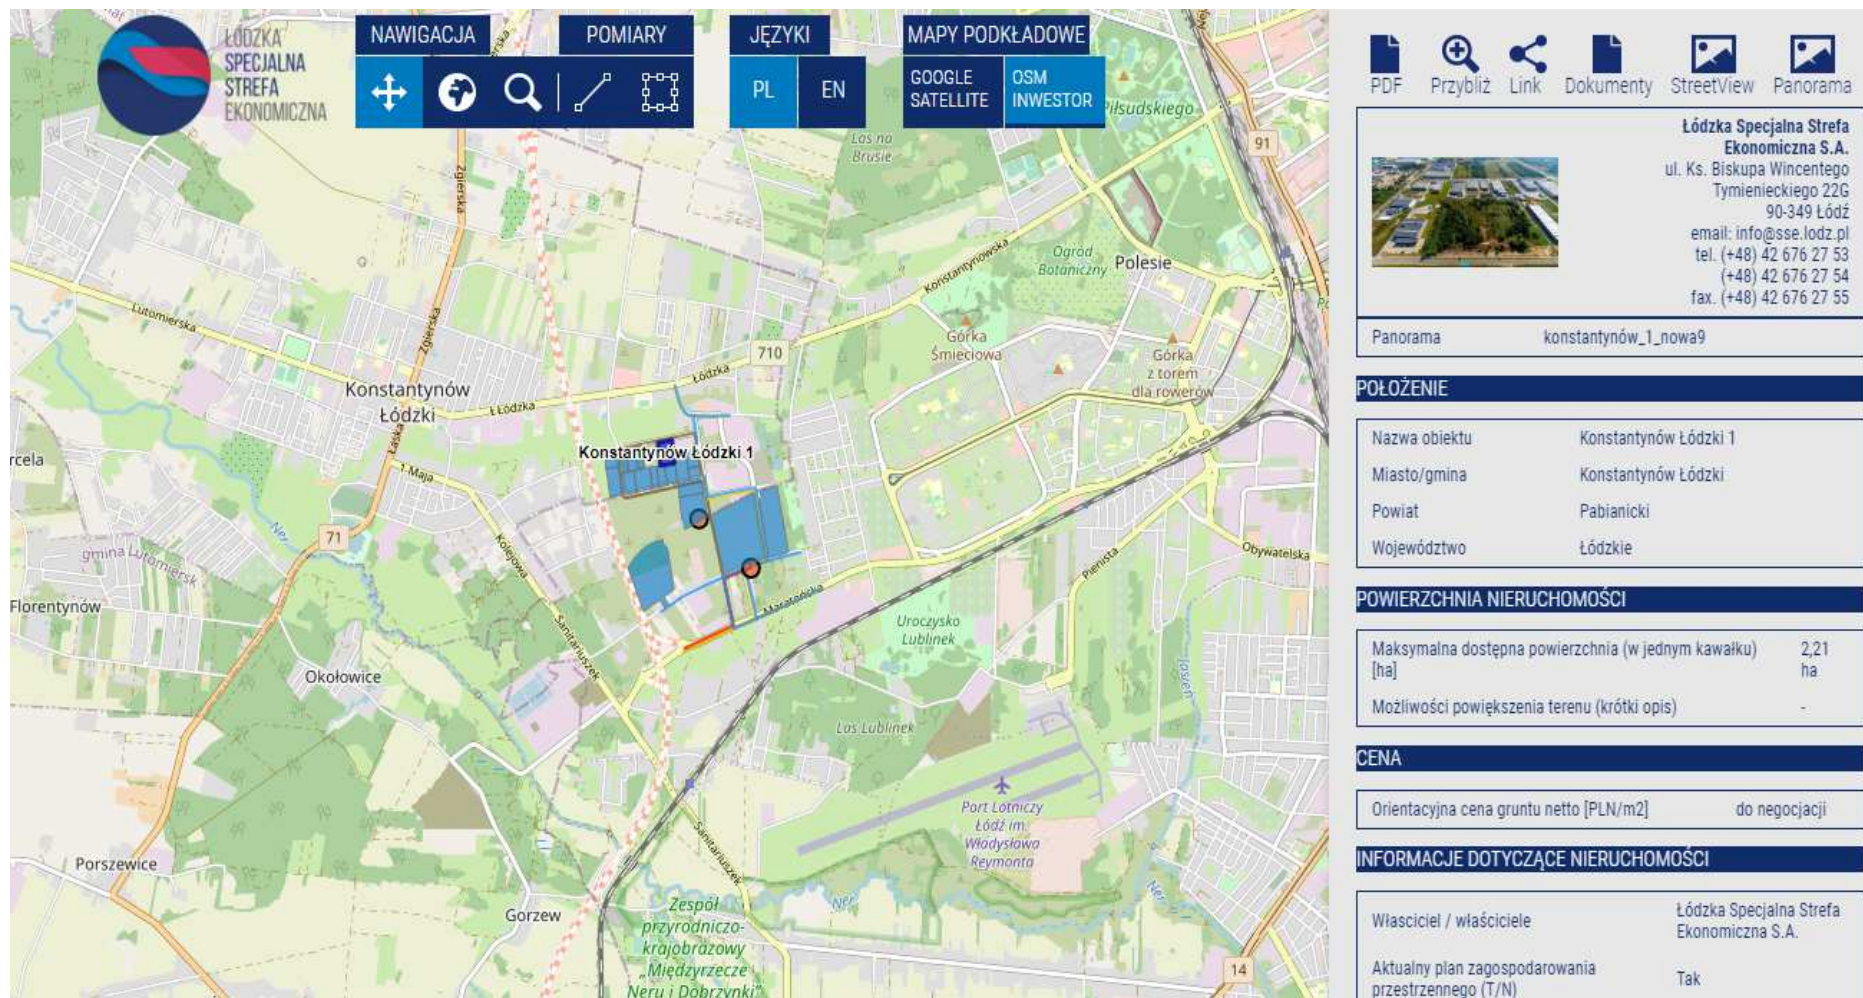 ŁÓDZKA
SPECJALNA
STREFA
EKONOMICZNA
NAWIGACJA
POMIARY
JĘZYKI
PL
EN
MAPY PODKŁADOWE
GOOGLE
SATELLITE
OSM
INWESTOR
Piłsudskiego
Las na
Brusie
91
Zgierska
Konstantynowska
Ogród
Botaniczny
Polesie
Lutomierska
Zgierska
710
Górka
Śmieciowa
Górka
z torem
dla rowerów
Łódzka
Konstantynów
Łódzki
Łódzka
Łaska
Konstantynów Łódzki 1
rcela
1 Maja
71
Ner
gmina Lutomiersk
Kolejowa
Pienista
Obywatelska
Florentynów
Maratońska
Uroczysko
Lublinek
Sanitariuszek
Jasień
Okołowice
Las Lublinek
Port Lotniczy
Łódź im.
Władysława
Reymonta
Sanitariuszek
Porszewice
Ner
Ner
Gorzew
Zespół
przyrodniczo-
krajobrazowy
„Międzyrzecze
Neru i Dobrzynki”
14
PDF
Przybliż
Link
Dokumenty
StreetView
Panorama
Łódzka Specjalna Strefa
Ekonomiczna S.A.
ul. Ks. Biskupa Wincentego
Tymienieckiego 22G
90-349 Łódź
email: info@sse.lodz.pl
tel. (+48) 42 676 27 53
(+48) 42 676 27 54
fax. (+48) 42 676 27 55
Panorama konstantynów_1_nowa9
POŁOŻENIE
Nazwa obiektu Konstantynów Łódzki 1
Miasto/gmina Konstantynów Łódzki
Powiat Pabianicki
Województwo Łódzkie
POWIERZCHNIA NIERUCHOMOŚCI
Maksymalna dostępna powierzchnia (w jednym kawałku) 2,21
[ha] ha
Możliwości powiększenia terenu (krótki opis) -
CENA
Orientacyjna cena gruntu netto [PLN/m2] do negocjacji
INFORMACJE DOTYCZĄCE NIERUCHOMOŚCI
Własciciel / właściciele Łódzka Specjalna Strefa
Ekonomiczna S.A.
Aktualny plan zagospodarowania
przestrzennego (T/N) Tak